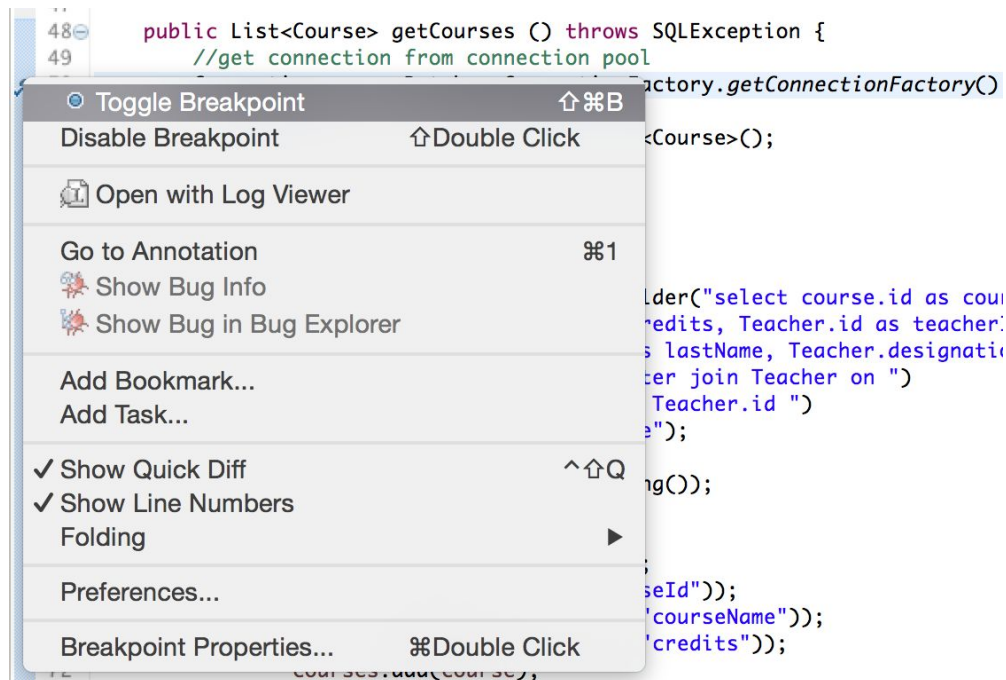 48 public List<Course> getCourses () throws SQLException {
49 //get connection from connection pool
actory.getConnectionFactory()
Toggle Breakpoint ⇧⌘B
Disable Breakpoint ⇧Double Click
<Course>();
Open with Log Viewer
Go to Annotation ⌘1
Show Bug Info
lder("select course.id as cour
Show Bug in Bug Explorer
redits, Teacher.id as teacherI
s lastName, Teacher.designatio
Add Bookmark...
ter join Teacher on ")
Add Task...
Teacher.id ")
e");
Show Quick Diff ^⇧Q
ng());
Show Line Numbers
Folding
;
Preferences...
seId"));
"courseName"));
Breakpoint Properties... ⌘Double Click
"credits"));
72 courses.add(course);